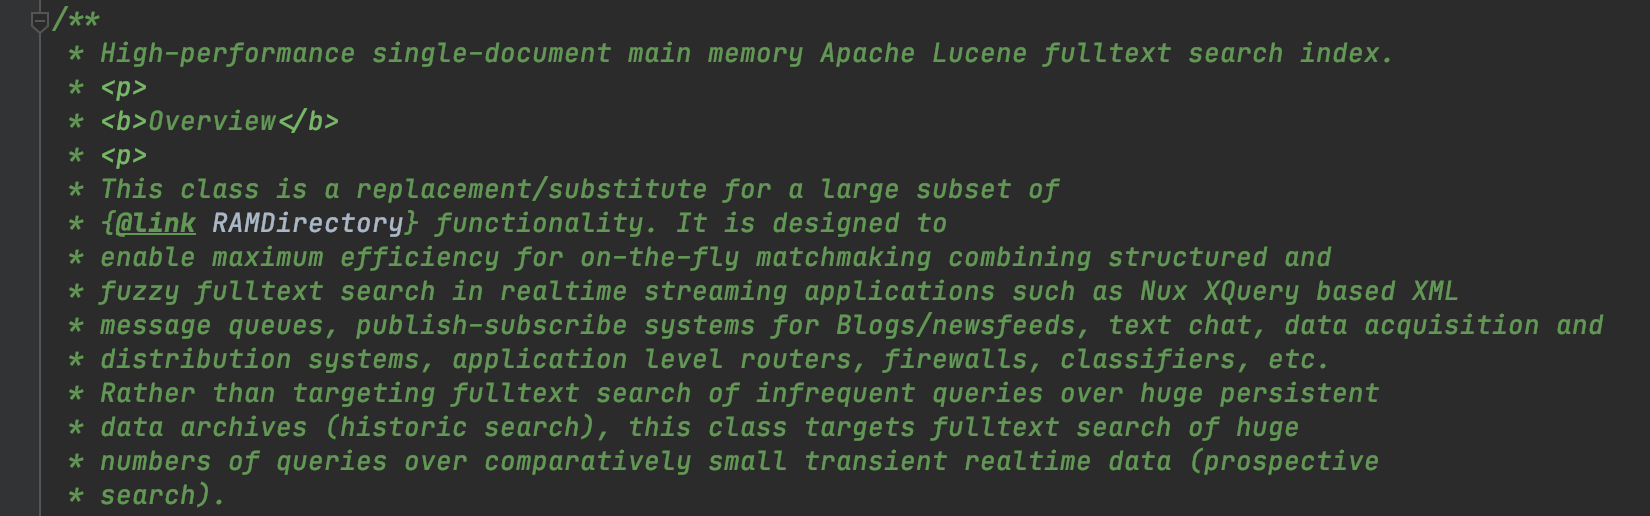 /**
* High-performance single-document main memory Apache Lucene fulltext search index.
* <p>
* <b>Overview</b>
* <p>
* This class is a replacement/substitute for a large subset of
* {@link RAMDirectory} functionality. It is designed to
* enable maximum efficiency for on-the-fly matchmaking combining structured and
* fuzzy fulltext search in realtime streaming applications such as Nux XQuery based XML
* message queues, publish-subscribe systems for Blogs/newsfeeds, text chat, data acquisition and
* distribution systems, application level routers, firewalls, classifiers, etc.
* Rather than targeting fulltext search of infrequent queries over huge persistent
* data archives (historic search), this class targets fulltext search of huge
* numbers of queries over comparatively small transient realtime data (prospective
* search).